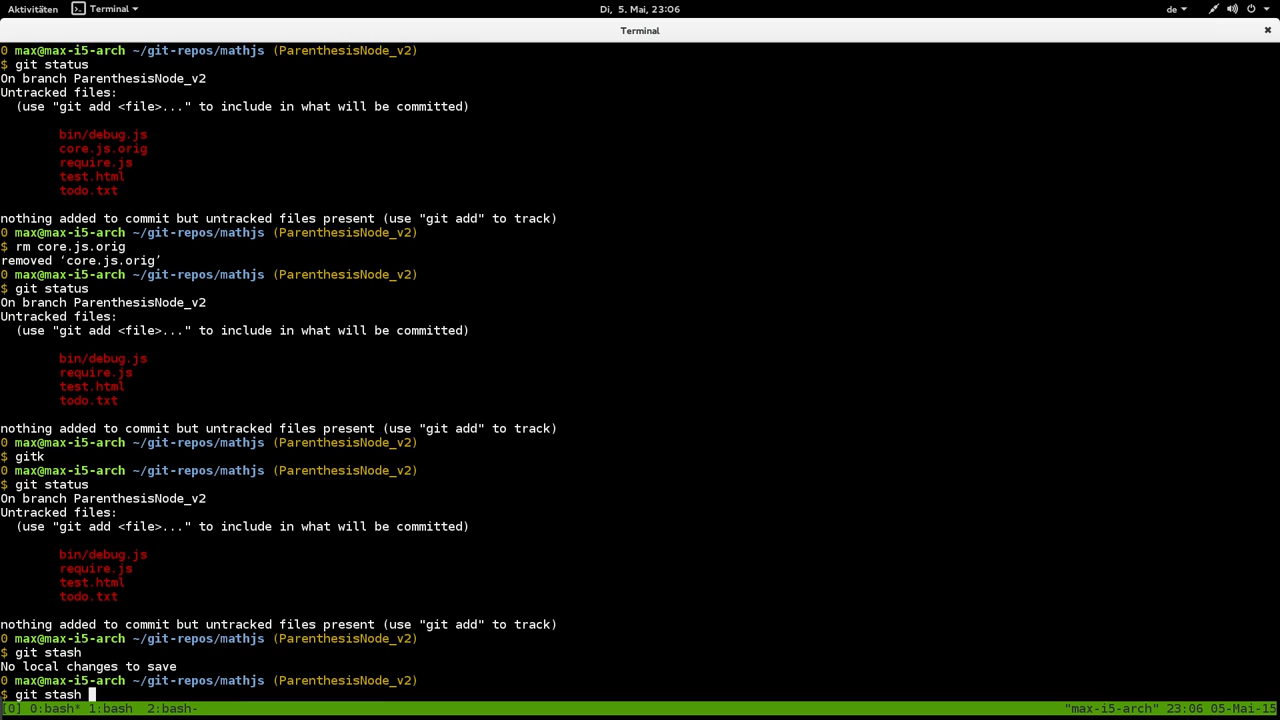 Aktivitäten Terminal Di, 5. Mai, 23:06 de
Terminal
0 max@max-i5-arch ~/git-repos/mathjs (ParenthesisNode_v2)
$ git status
On branch ParenthesisNode_v2
Untracked files:
  (use "git add <file>..." to include in what will be committed)
        bin/debug.js
        core.js.orig
        require.js
        test.html
        todo.txt
nothing added to commit but untracked files present (use "git add" to track)
0 max@max-i5-arch ~/git-repos/mathjs (ParenthesisNode_v2)
$ rm core.js.orig
removed ‘core.js.orig’
0 max@max-i5-arch ~/git-repos/mathjs (ParenthesisNode_v2)
$ git status
On branch ParenthesisNode_v2
Untracked files:
  (use "git add <file>..." to include in what will be committed)
        bin/debug.js
        require.js
        test.html
        todo.txt
nothing added to commit but untracked files present (use "git add" to track)
0 max@max-i5-arch ~/git-repos/mathjs (ParenthesisNode_v2)
$ gitk
0 max@max-i5-arch ~/git-repos/mathjs (ParenthesisNode_v2)
$ git status
On branch ParenthesisNode_v2
Untracked files:
  (use "git add <file>..." to include in what will be committed)
        bin/debug.js
        require.js
        test.html
        todo.txt
nothing added to commit but untracked files present (use "git add" to track)
0 max@max-i5-arch ~/git-repos/mathjs (ParenthesisNode_v2)
$ git stash
No local changes to save
0 max@max-i5-arch ~/git-repos/mathjs (ParenthesisNode_v2)
$ git stash
[0] 0:bash* 1:bash  2:bash- "max-i5-arch" 23:06 05-Mai-15